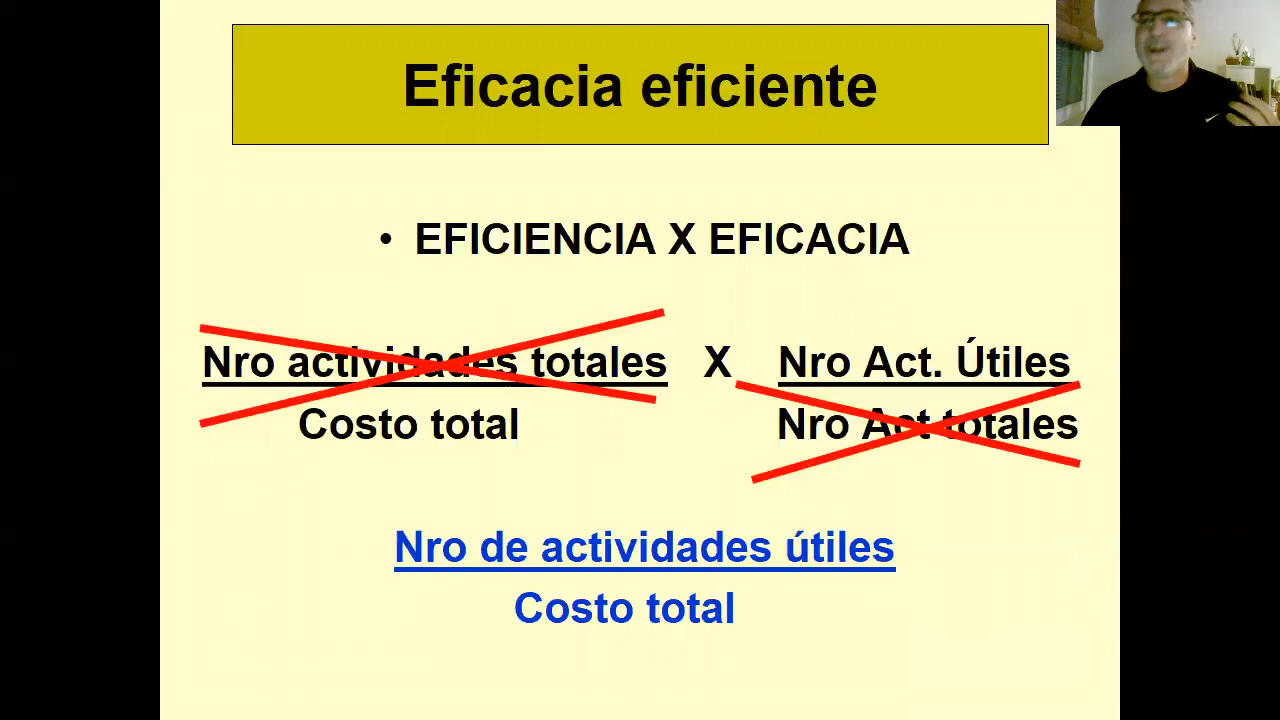 Eficacia eficiente
• EFICIENCIA X EFICACIA
Nro actividades totales X Nro Act. Útiles
Costo total Nro Act totales
Nro de actividades útiles
Costo total